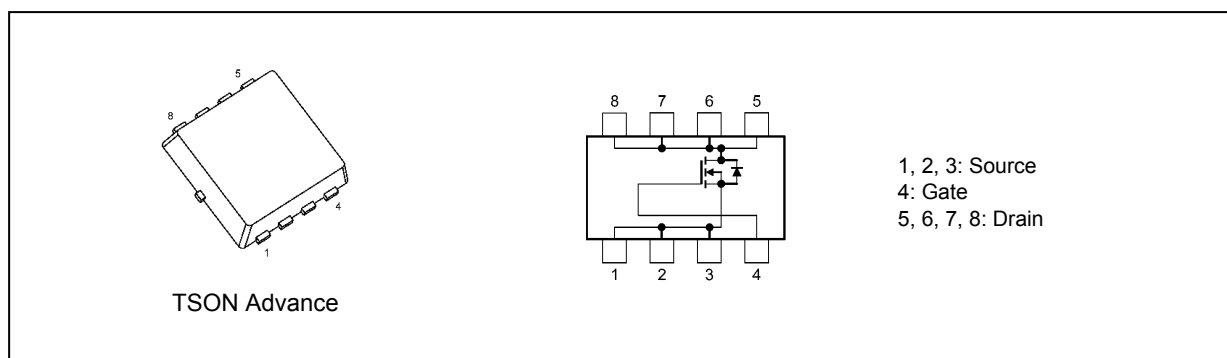 5
8
4
1
TSON Advance
8 7 6 5
1 2 3 4
1, 2, 3: Source
4: Gate
5, 6, 7, 8: Drain